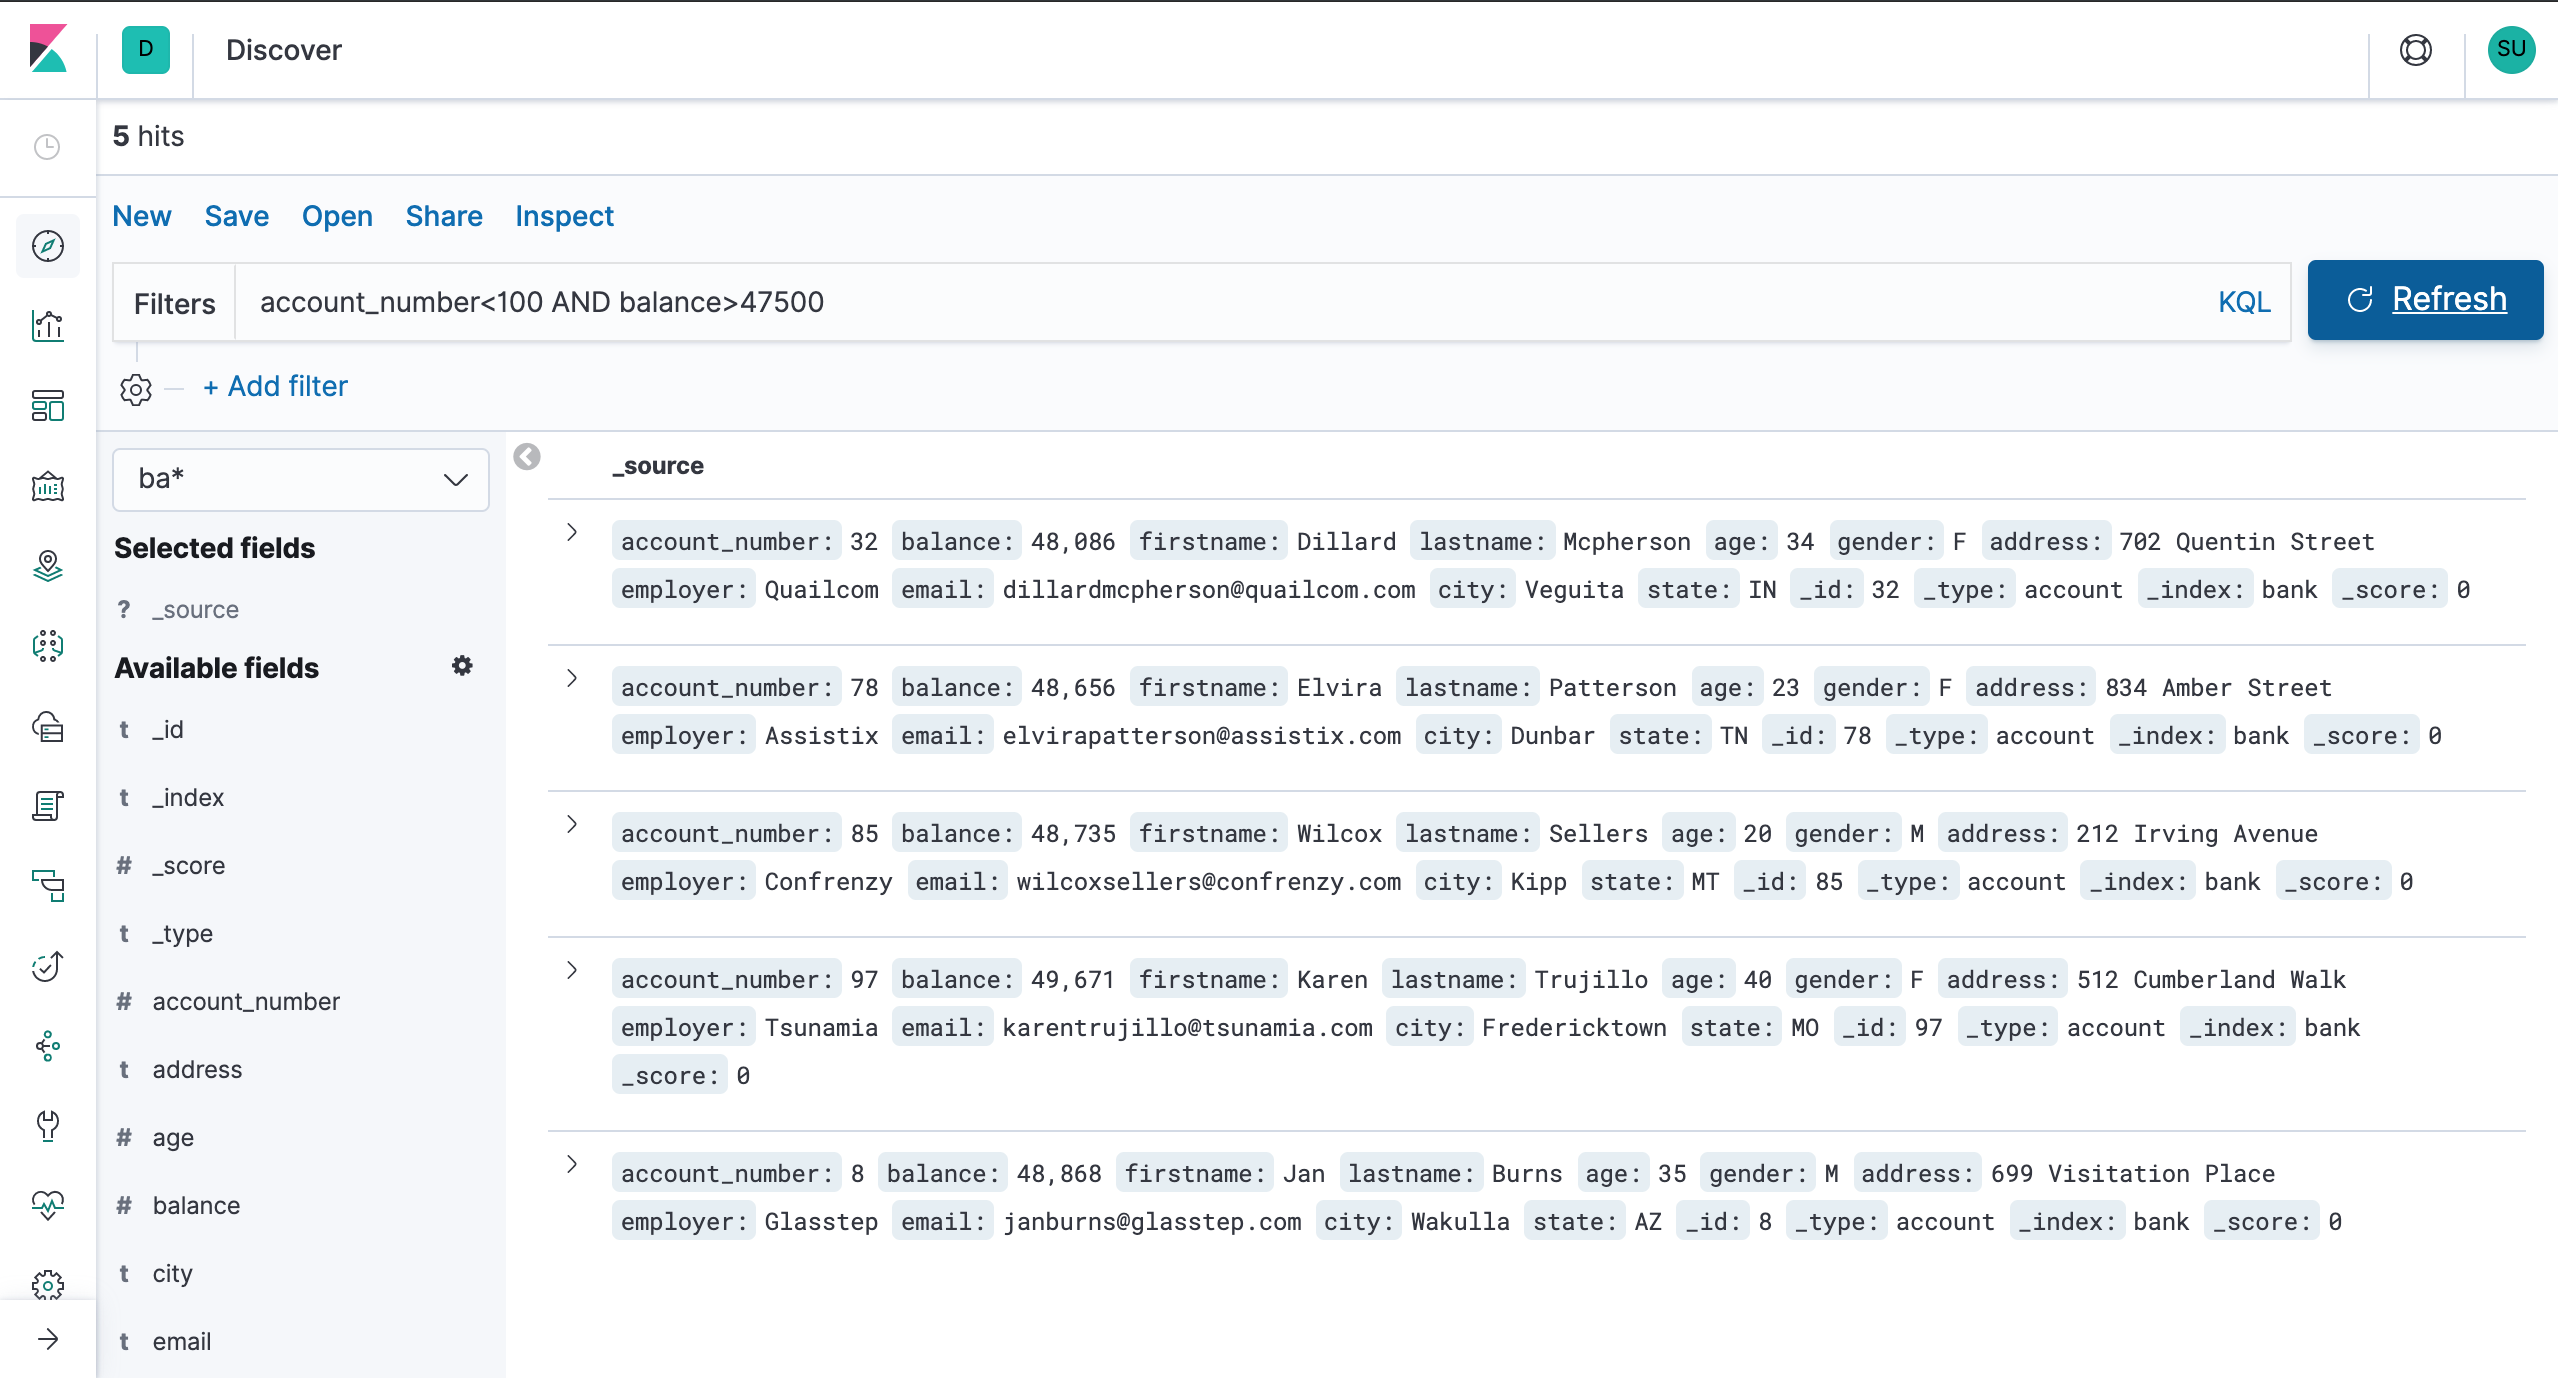 D Discover SU
5 hits
New Save Open Share Inspect
Filters account_number<100 AND balance>47500 KQL Refresh
+ Add filter
ba*
Selected fields
? _source
Available fields
t _id
t _index
# _score
t _type
# account_number
t address
# age
# balance
t city
t email
_source
account_number: 32 balance: 48,086 firstname: Dillard lastname: Mcpherson age: 34 gender: F address: 702 Quentin Street
employer: Quailcom email: dillardmcpherson@quailcom.com city: Veguita state: IN _id: 32 _type: account _index: bank _score: 0
account_number: 78 balance: 48,656 firstname: Elvira lastname: Patterson age: 23 gender: F address: 834 Amber Street
employer: Assistix email: elvirapatterson@assistix.com city: Dunbar state: TN _id: 78 _type: account _index: bank _score: 0
account_number: 85 balance: 48,735 firstname: Wilcox lastname: Sellers age: 20 gender: M address: 212 Irving Avenue
employer: Confrenzy email: wilcoxsellers@confrenzy.com city: Kipp state: MT _id: 85 _type: account _index: bank _score: 0
account_number: 97 balance: 49,671 firstname: Karen lastname: Trujillo age: 40 gender: F address: 512 Cumberland Walk
employer: Tsunamia email: karentrujillo@tsunamia.com city: Fredericktown state: MO _id: 97 _type: account _index: bank
_score: 0
account_number: 8 balance: 48,868 firstname: Jan lastname: Burns age: 35 gender: M address: 699 Visitation Place
employer: Glasstep email: janburns@glasstep.com city: Wakulla state: AZ _id: 8 _type: account _index: bank _score: 0